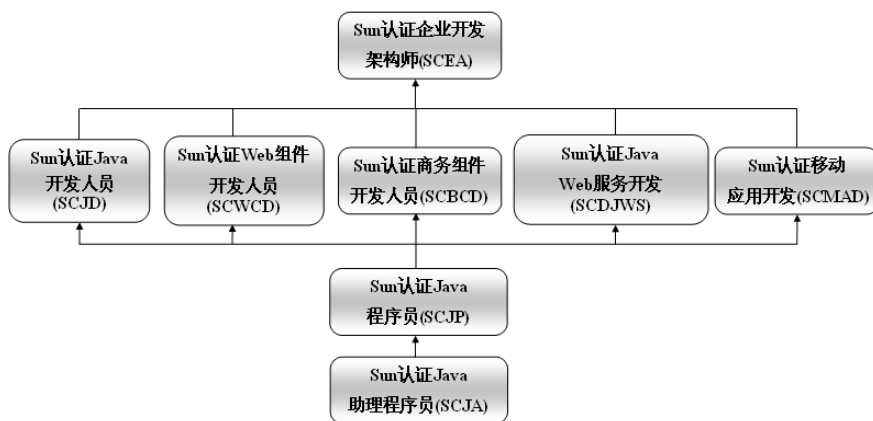 Sun认证企业开发
架构师(SCEA)
Sun认证Java
开发人员
(SCJD)
Sun认证Web组件
开发人员
(SCWCD)
Sun认证商务组件
开发人员(SCBCD)
Sun认证Java
Web服务开发
(SCDJWS)
Sun认证移动
应用开发(SCMAD)
Sun认证Java
程序员(SCJP)
Sun认证Java
助理程序员(SCJA)